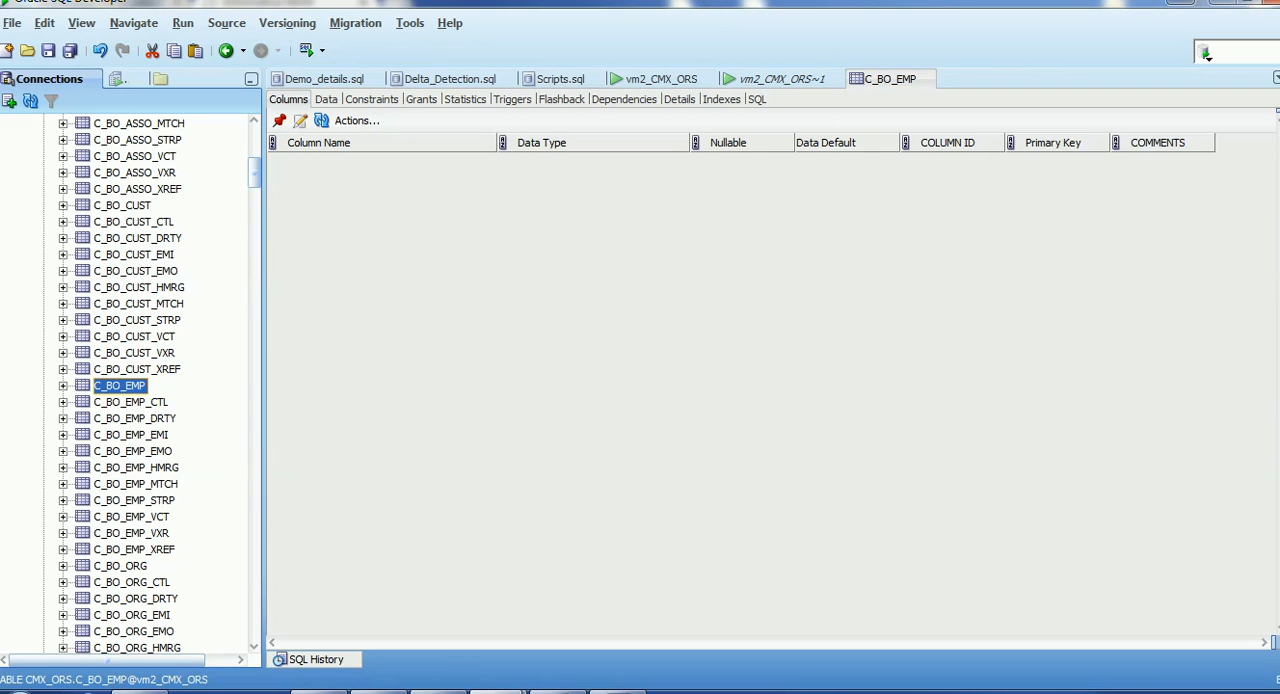 Oracle SQL Developer
File Edit View Navigate Run Source Versioning Migration Tools Help
Connections
Demo_details.sql Delta_Detection.sql Scripts.sql vm2_CMX_ORS vm2_CMX_ORS~1 C_BO_EMP
Columns Data Constraints Grants Statistics Triggers Flashback Dependencies Details Indexes SQL
Actions...
Column Name Data Type Nullable Data Default COLUMN ID Primary Key COMMENTS
C_BO_ASSO_MTCH
C_BO_ASSO_STRP
C_BO_ASSO_VCT
C_BO_ASSO_VXR
C_BO_ASSO_XREF
C_BO_CUST
C_BO_CUST_CTL
C_BO_CUST_DRTY
C_BO_CUST_EMI
C_BO_CUST_EMO
C_BO_CUST_HMRG
C_BO_CUST_MTCH
C_BO_CUST_STRP
C_BO_CUST_VCT
C_BO_CUST_VXR
C_BO_CUST_XREF
C_BO_EMP
C_BO_EMP_CTL
C_BO_EMP_DRTY
C_BO_EMP_EMI
C_BO_EMP_EMO
C_BO_EMP_HMRG
C_BO_EMP_MTCH
C_BO_EMP_STRP
C_BO_EMP_VCT
C_BO_EMP_VXR
C_BO_EMP_XREF
C_BO_ORG
C_BO_ORG_CTL
C_BO_ORG_DRTY
C_BO_ORG_EMI
C_BO_ORG_EMO
C_BO_ORG_HMRG
SQL History
ABLE CMX_ORS.C_BO_EMP@vm2_CMX_ORS